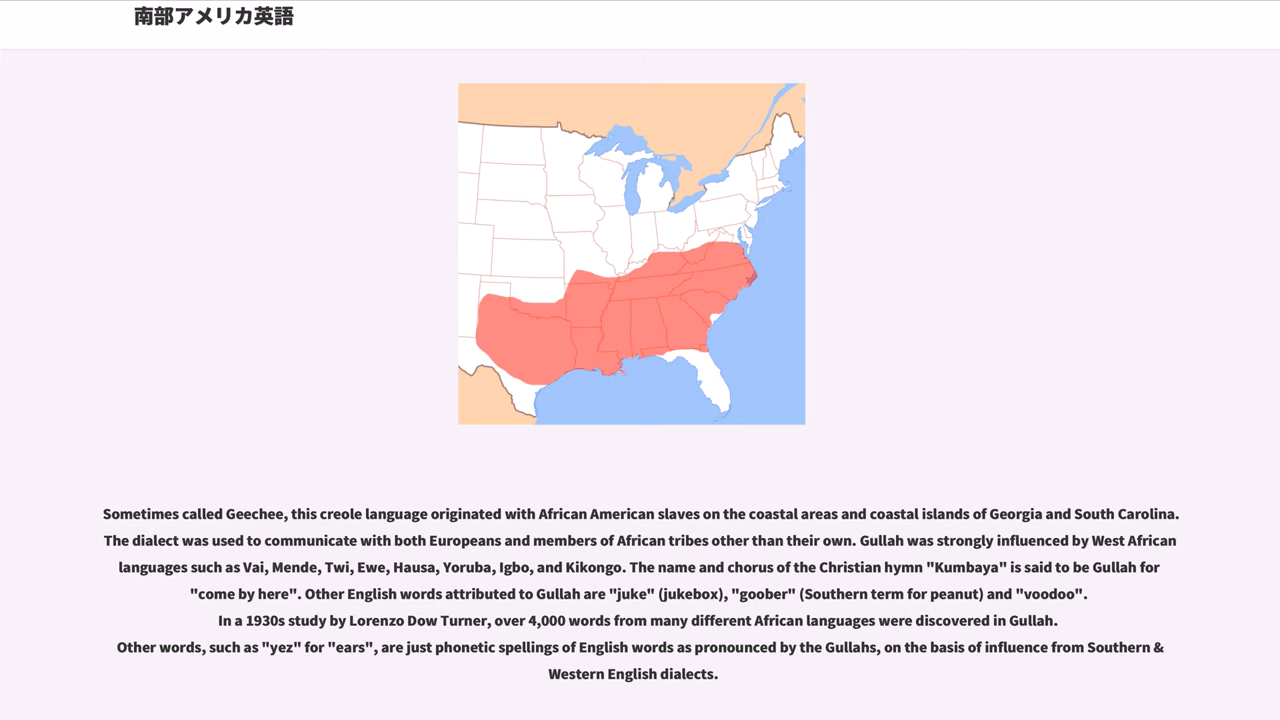 南部アメリカ英語
Sometimes called Geechee, this creole language originated with African American slaves on the coastal areas and coastal islands of Georgia and South Carolina.
The dialect was used to communicate with both Europeans and members of African tribes other than their own. Gullah was strongly influenced by West African
languages such as Vai, Mende, Twi, Ewe, Hausa, Yoruba, Igbo, and Kikongo. The name and chorus of the Christian hymn "Kumbaya" is said to be Gullah for
"come by here". Other English words attributed to Gullah are "juke" (jukebox), "goober" (Southern term for peanut) and "voodoo".
In a 1930s study by Lorenzo Dow Turner, over 4,000 words from many different African languages were discovered in Gullah.
Other words, such as "yez" for "ears", are just phonetic spellings of English words as pronounced by the Gullahs, on the basis of influence from Southern &
Western English dialects.